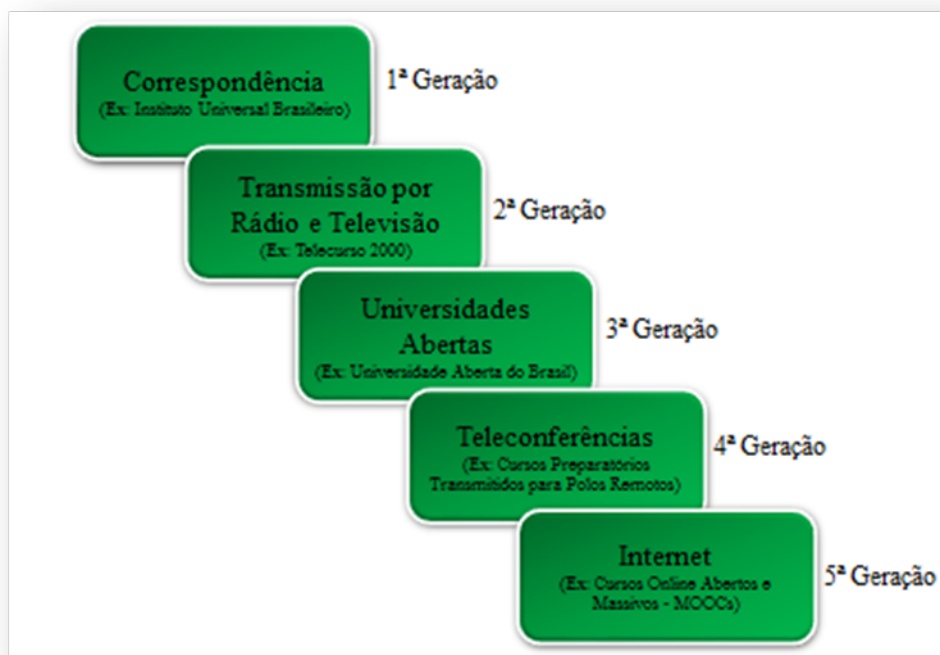 Correspondência
(Ex: Instituto Universal Brasileiro)
1ª Geração
Transmissão por
Rádio e Televisão
(Ex: Telecurso 2000)
2ª Geração
Universidades
Abertas
(Ex: Universidade Aberta do Brasil)
3ª Geração
Teleconferências
(Ex: Cursos Preparatórios
Transmitidos para Polos Remotos)
4ª Geração
Internet
(Ex: Cursos Online Abertos e
Massivos - MOOCs)
5ª Geração